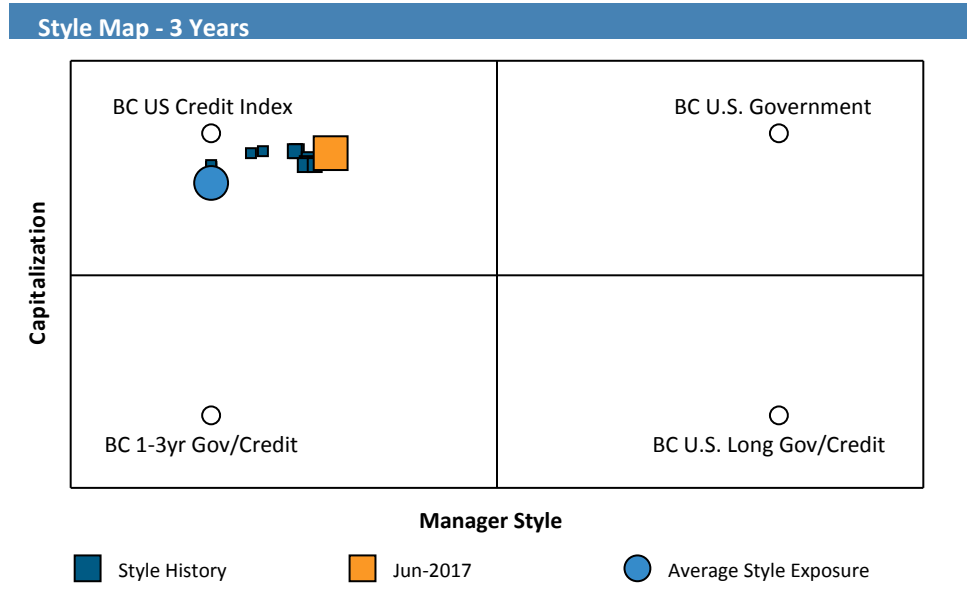 Style Map - 3 Years
BC US Credit Index
BC U.S. Government
Capitalization
BC 1-3yr Gov/Credit
BC U.S. Long Gov/Credit
Manager Style
Style History
Jun-2017
Average Style Exposure